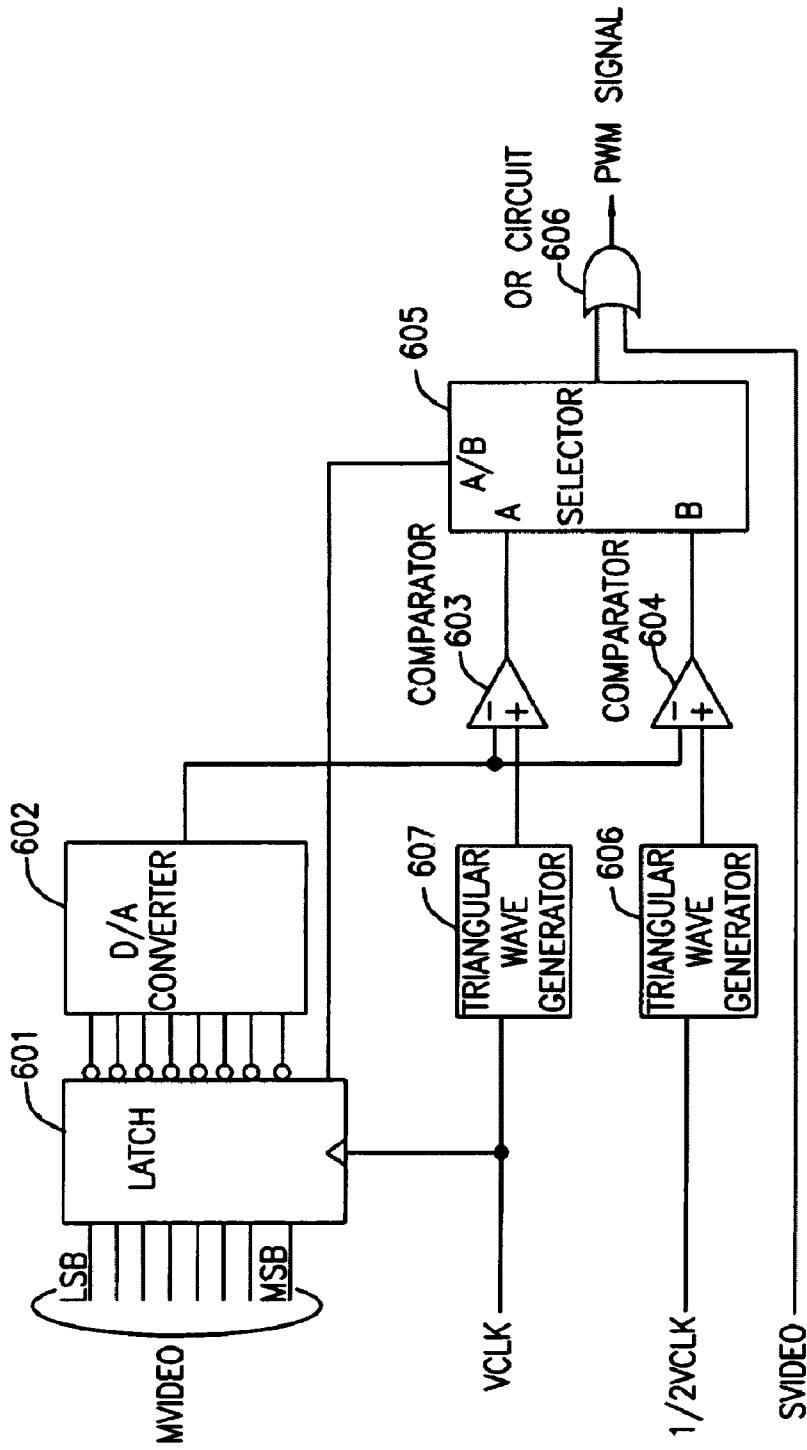 MVIDEO
LSB
MSB
601
LATCH
602
D/A
CONVERTER
VCLK
607
TRIANGULAR
WAVE
GENERATOR
COMPARATOR
603
-
+
1/2VCLK
606
TRIANGULAR
WAVE
GENERATOR
COMPARATOR
604
-
+
605
A/B
A
SELECTOR
B
OR CIRCUIT
606
PWM SIGNAL
SVIDEO